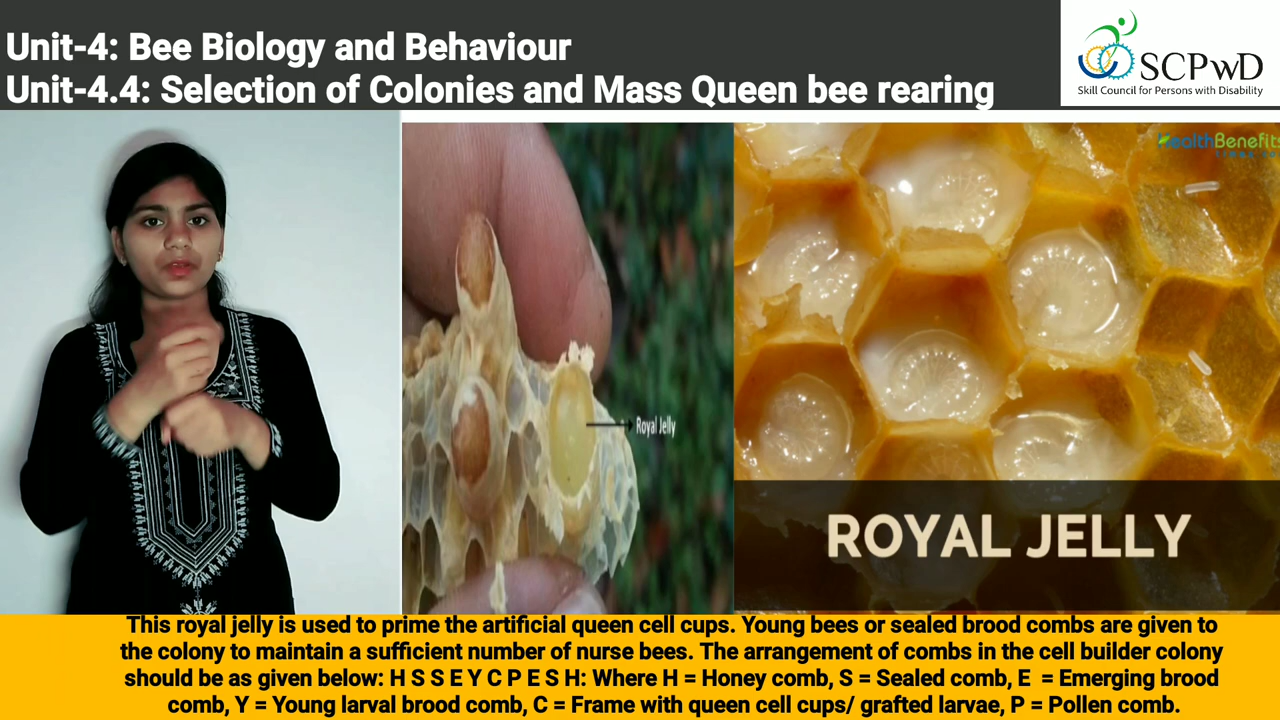 Unit-4: Bee Biology and Behaviour
Unit-4.4: Selection of Colonies and Mass Queen bee rearing
SCPwD
Skill Council for Persons with Disability
HealthBenefits
Royal Jelly
ROYAL JELLY
This royal jelly is used to prime the artificial queen cell cups. Young bees or sealed brood combs are given to
the colony to maintain a sufficient number of nurse bees. The arrangement of combs in the cell builder colony
should be as given below: H S S E Y C P E S H: Where H = Honey comb, S = Sealed comb, E = Emerging brood
comb, Y = Young larval brood comb, C = Frame with queen cell cups/ grafted larvae, P = Pollen comb.